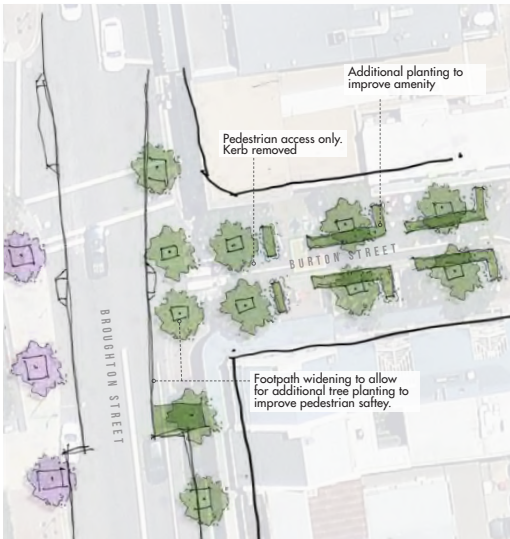 Additional planting to
improve amenity
Pedestrian access only.
Kerb removed
BURTON STREET
BROUGHTON STREET
Footpath widening to allow
for additional tree planting to
improve pedestrian saftey.